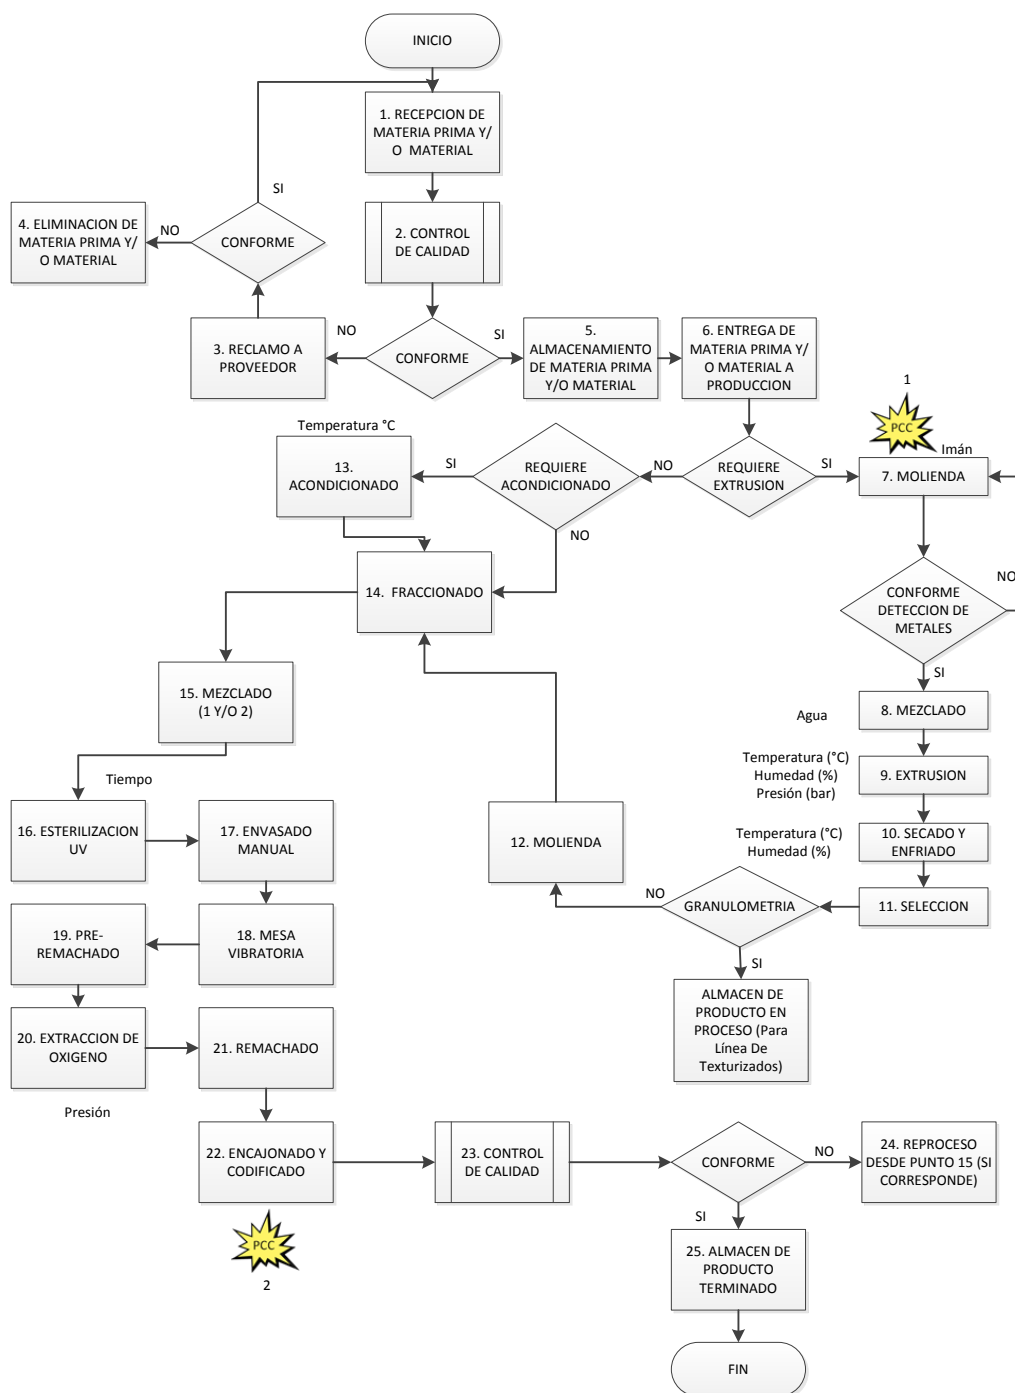 INICIO
1. RECEPCION DE
MATERIA PRIMA Y/
O MATERIAL
SI
4. ELIMINACION DE
MATERIA PRIMA Y/
O MATERIAL
NO
CONFORME
2. CONTROL
DE CALIDAD
3. RECLAMO A
PROVEEDOR
NO
CONFORME
SI
5.
ALMACENAMIENTO
DE MATERIA PRIMA
Y/O MATERIAL
6. ENTREGA DE
MATERIA PRIMA Y/
O MATERIAL A
PRODUCCION
1
PCC
Imán
Temperatura °C
13.
ACONDICIONADO
SI
REQUIERE
ACONDICIONADO
NO
REQUIERE
EXTRUSION
SI
7. MOLIENDA
NO
14. FRACCIONADO
CONFORME
DETECCION DE
METALES
NO
SI
15. MEZCLADO
(1 Y/O 2)
Agua
8. MEZCLADO
Temperatura (°C)
Humedad (%)
Presión (bar)
9. EXTRUSION
Tiempo
16. ESTERILIZACION
UV
17. ENVASADO
MANUAL
12. MOLIENDA
Temperatura (°C)
Humedad (%)
10. SECADO Y
ENFRIADO
NO
GRANULOMETRIA
11. SELECCION
19. PRE-
REMACHADO
18. MESA
VIBRATORIA
SI
ALMACEN DE
PRODUCTO EN
PROCESO (Para
Línea De
Texturizados)
20. EXTRACCION DE
OXIGENO
21. REMACHADO
Presión
22. ENCAJONADO Y
CODIFICADO
23. CONTROL
DE CALIDAD
CONFORME
NO
24. REPROCESO
DESDE PUNTO 15 (SI
CORRESPONDE)
PCC
2
SI
25. ALMACEN DE
PRODUCTO
TERMINADO
FIN